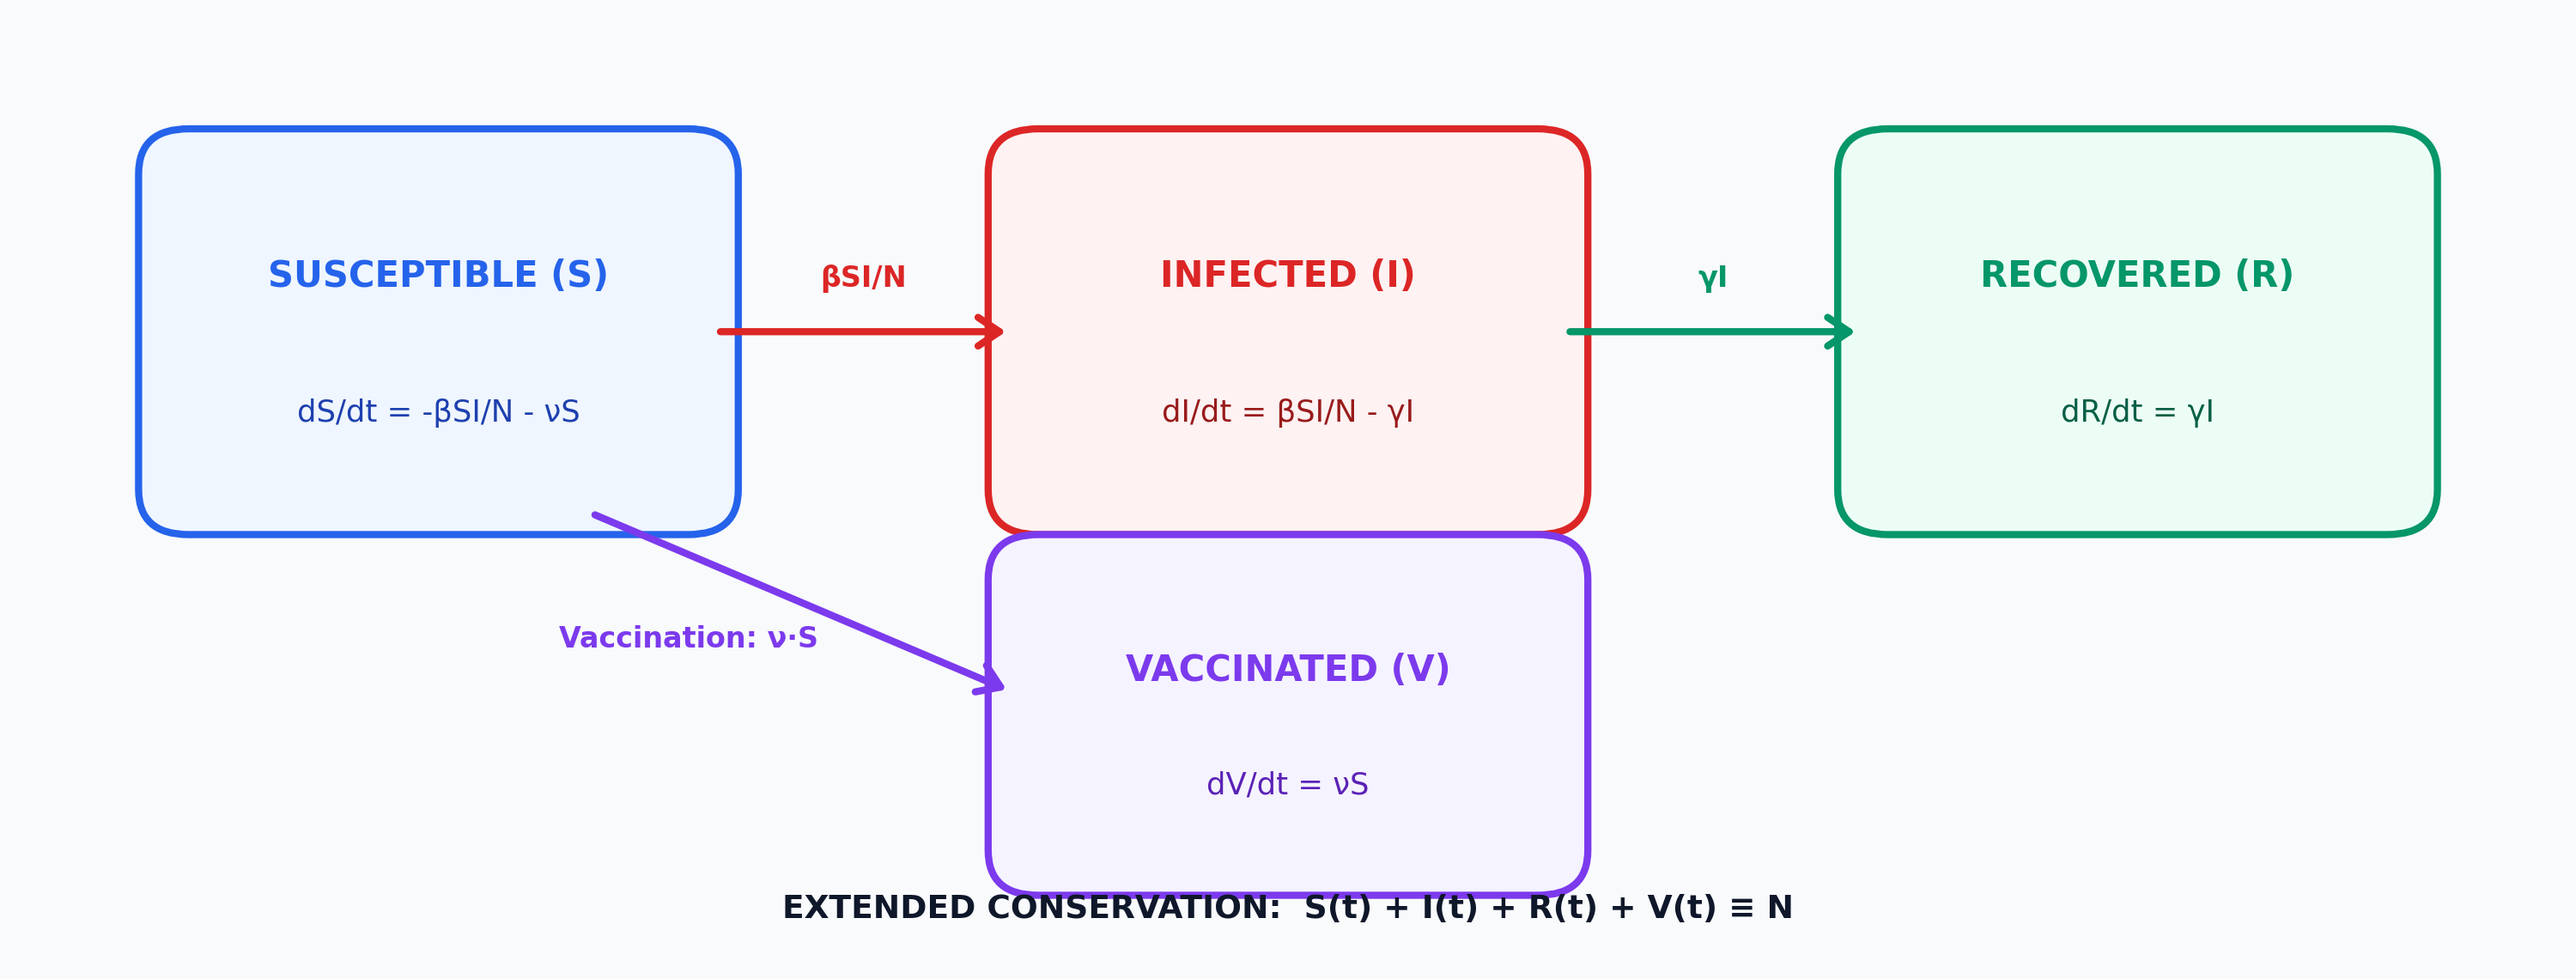 SUSCEPTIBLE (S)
dS/dt = -βSI/N - νS
βSI/N
INFECTED (I)
dI/dt = βSI/N - γI
γI
RECOVERED (R)
dR/dt = γI
Vaccination: ν·S
VACCINATED (V)
dV/dt = νS
EXTENDED CONSERVATION: S(t) + I(t) + R(t) + V(t) ≡ N